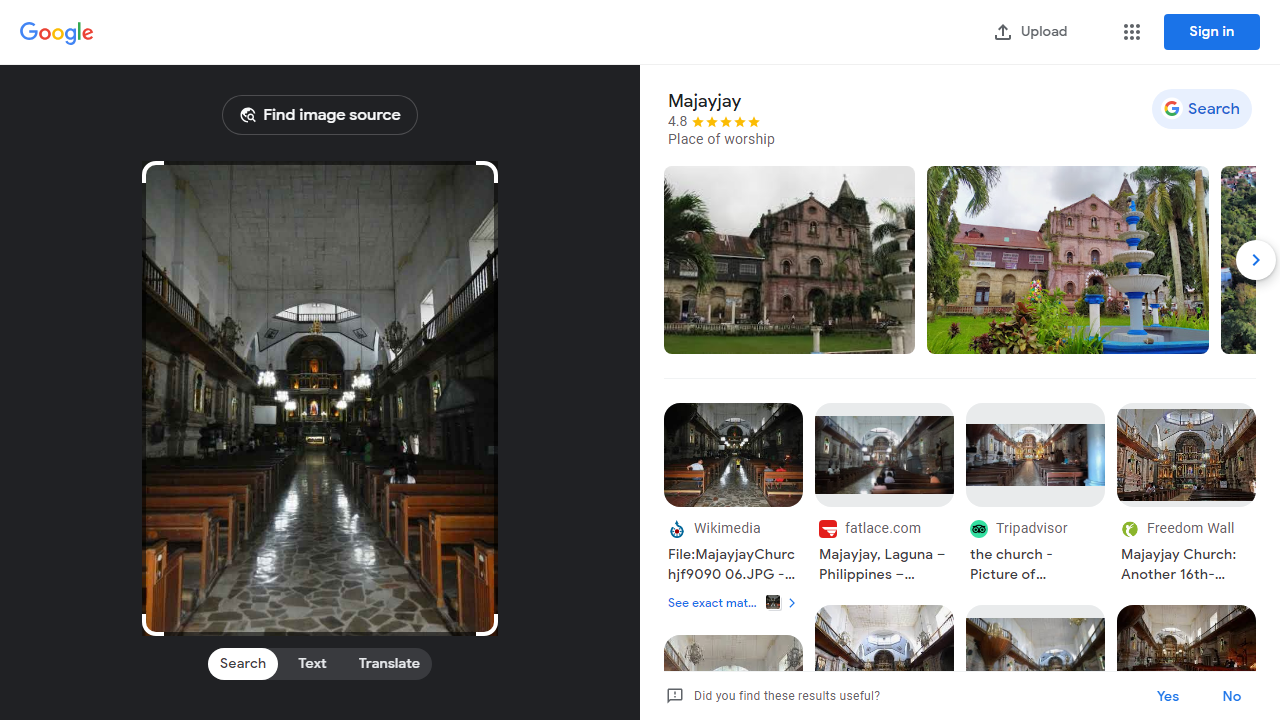 Google
Upload
Sign in
Find image source
Search
Text
Translate
Majayjay
4.8
Place of worship
Search
Wikimedia
File:MajayjayChurc
hjf9090 06.JPG -...
See exact mat...
fatlace.com
Majayjay, Laguna –
Philippines –...
Tripadvisor
the church -
Picture of...
Freedom Wall
Majayjay Church:
Another 16th-...
Did you find these results useful?
Yes
No